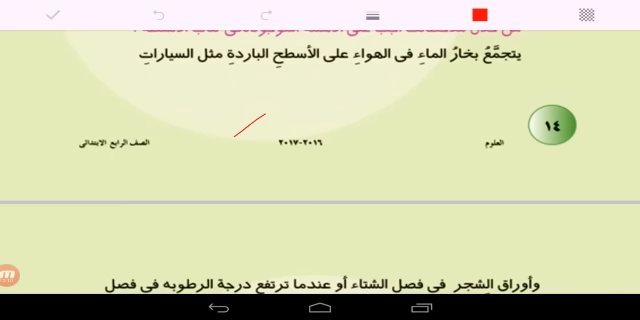 يتجمَّعُ بخارُ الماءِ فى الهواءِ على الأسطحِ الباردةِ مثل السياراتِ
١٤
العلوم
٢٠١٦-٢٠١٧
الصف الرابع الابتدائى
وأوراقِ الشجرِ فى فصل الشتاء أو عندما ترتفع درجة الرطوبه فى فصل